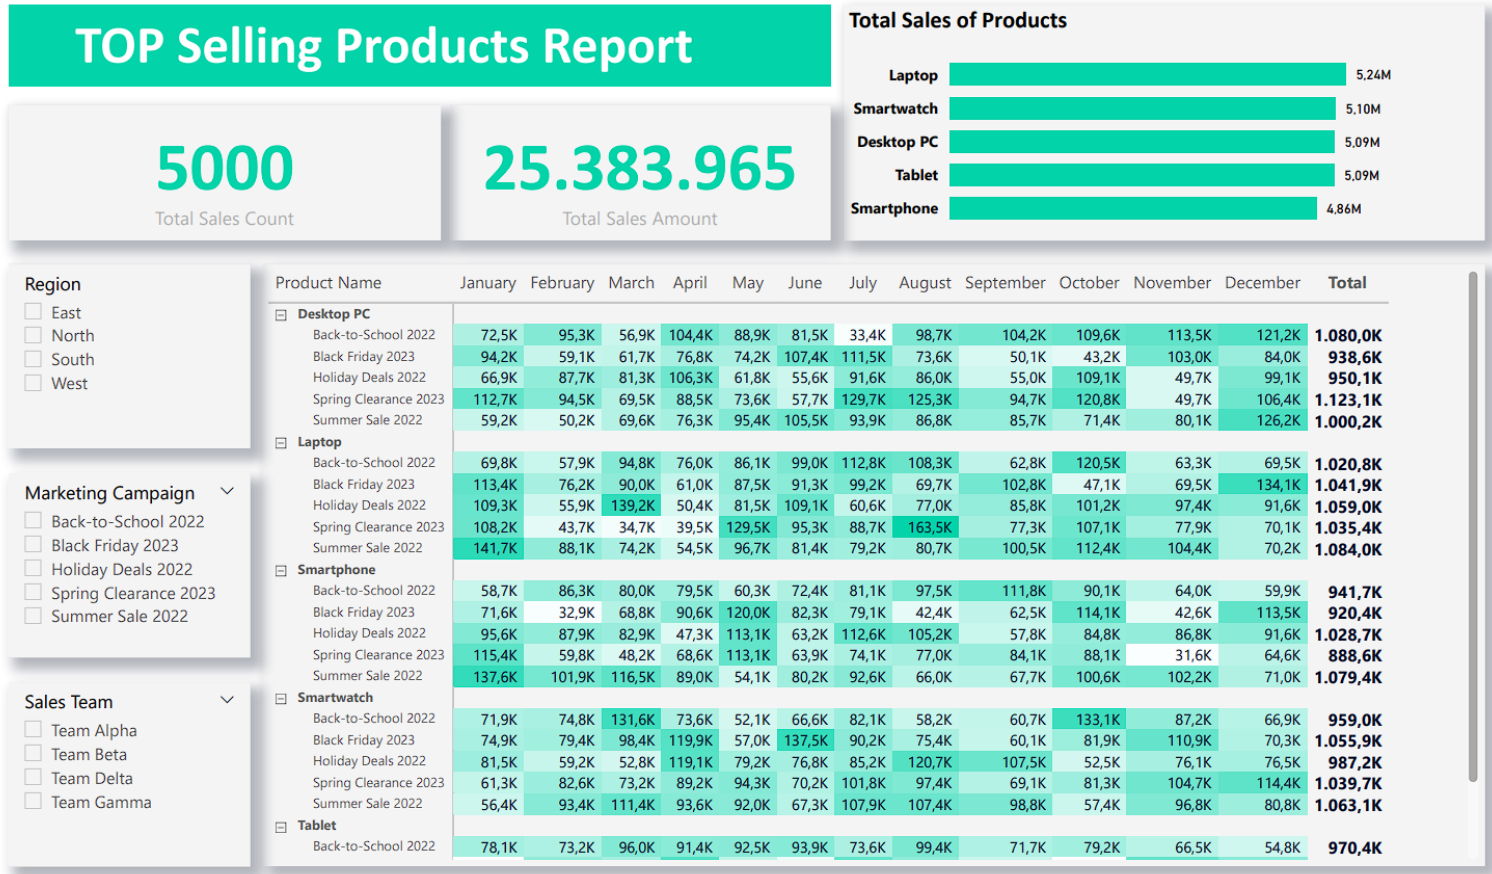 TOP Selling Products Report
5000
Total Sales Count
25.383.965
Total Sales Amount
Total Sales of Products
Laptop 5,24M
Smartwatch 5,10M
Desktop PC 5,09M
Tablet 5,09M
Smartphone 4,86M
Region
East
North
South
West
Marketing Campaign
Back-to-School 2022
Black Friday 2023
Holiday Deals 2022
Spring Clearance 2023
Summer Sale 2022
Sales Team
Team Alpha
Team Beta
Team Delta
Team Gamma
Product Name January February March April May June July August September October November December Total
Desktop PC
Back-to-School 2022 72,5K 95,3K 56,9K 104,4K 88,9K 81,5K 33,4K 98,7K 104,2K 109,6K 113,5K 121,2K 1.080,0K
Black Friday 2023 94,2K 59,1K 61,7K 76,8K 74,2K 107,4K 111,5K 73,6K 50,1K 43,2K 103,0K 84,0K 938,6K
Holiday Deals 2022 66,9K 87,7K 81,3K 106,3K 61,8K 55,6K 91,6K 86,0K 55,0K 109,1K 49,7K 99,1K 950,1K
Spring Clearance 2023 112,7K 94,5K 69,5K 88,5K 73,6K 57,7K 129,7K 125,3K 94,7K 120,8K 49,7K 106,4K 1.123,1K
Summer Sale 2022 59,2K 50,2K 69,6K 76,3K 95,4K 105,5K 93,9K 86,8K 85,7K 71,4K 80,1K 126,2K 1.000,2K
Laptop
Back-to-School 2022 69,8K 57,9K 94,8K 76,0K 86,1K 99,0K 112,8K 108,3K 62,8K 120,5K 63,3K 69,5K 1.020,8K
Black Friday 2023 113,4K 76,2K 90,0K 61,0K 87,5K 91,3K 99,2K 69,7K 102,8K 47,1K 69,5K 134,1K 1.041,9K
Holiday Deals 2022 109,3K 55,9K 139,2K 50,4K 81,5K 109,1K 60,6K 77,0K 85,8K 101,2K 97,4K 91,6K 1.059,0K
Spring Clearance 2023 108,2K 43,7K 34,7K 39,5K 129,5K 95,3K 88,7K 163,5K 77,3K 107,1K 77,9K 70,1K 1.035,4K
Summer Sale 2022 141,7K 88,1K 74,2K 54,5K 96,7K 81,4K 79,2K 80,7K 100,5K 112,4K 104,4K 70,2K 1.084,0K
Smartphone
Back-to-School 2022 58,7K 86,3K 80,0K 79,5K 60,3K 72,4K 81,1K 97,5K 111,8K 90,1K 64,0K 59,9K 941,7K
Black Friday 2023 71,6K 32,9K 68,8K 90,6K 120,0K 82,3K 79,1K 42,4K 62,5K 114,1K 42,6K 113,5K 920,4K
Holiday Deals 2022 95,6K 87,9K 82,9K 47,3K 113,1K 63,2K 112,6K 105,2K 57,8K 84,8K 86,8K 91,6K 1.028,7K
Spring Clearance 2023 115,4K 59,8K 48,2K 68,6K 113,1K 63,9K 74,1K 77,0K 84,1K 88,1K 31,6K 64,6K 888,6K
Summer Sale 2022 137,6K 101,9K 116,5K 89,0K 54,1K 80,2K 92,6K 66,0K 67,7K 100,6K 102,2K 71,0K 1.079,4K
Smartwatch
Back-to-School 2022 71,9K 74,8K 131,6K 73,6K 52,1K 66,6K 82,1K 58,2K 60,7K 133,1K 87,2K 66,9K 959,0K
Black Friday 2023 74,9K 79,4K 98,4K 119,9K 57,0K 137,5K 90,2K 75,4K 60,1K 81,9K 110,9K 70,3K 1.055,9K
Holiday Deals 2022 81,5K 59,2K 52,8K 119,1K 79,2K 76,8K 85,2K 120,7K 107,5K 52,5K 76,1K 76,5K 987,2K
Spring Clearance 2023 61,3K 82,6K 73,2K 89,2K 94,3K 70,2K 101,8K 97,4K 69,1K 81,3K 104,7K 114,4K 1.039,7K
Summer Sale 2022 56,4K 93,4K 111,4K 93,6K 92,0K 67,3K 107,9K 107,4K 98,8K 57,4K 96,8K 80,8K 1.063,1K
Tablet
Back-to-School 2022 78,1K 73,2K 96,0K 91,4K 92,5K 93,9K 73,6K 99,4K 71,7K 79,2K 66,5K 54,8K 970,4K